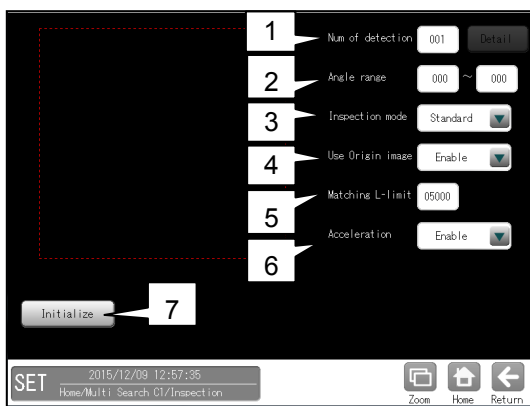 1 Num of detection 001 Detail
2 Angle range 000 ~ 000
3 Inspection mode Standard
4 Use Origin image Enable
5 Matching L-limit 05000
6 Acceleration Enable
Initialize 7
SET 2015/12/09 12:57:35
Home/Multi Search C1/Inspection
Zoom Home Return